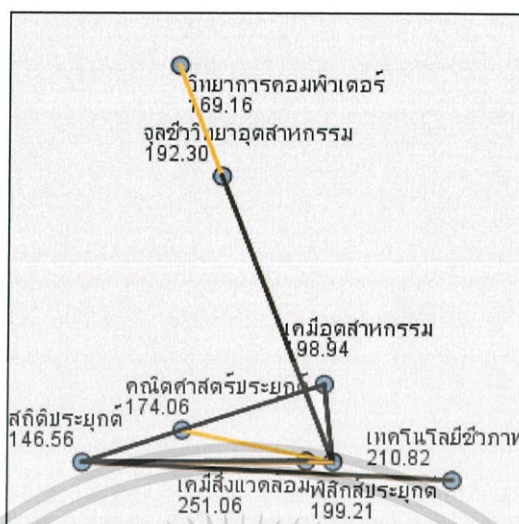 วิทยาการคอมพิวเตอร์
169.16
จุลชีววิทยาอุตสาหกรรม
192.30
เคมีอุตสาหกรรม
198.94
คณิตศาสตร์ประยุกต์
174.06
สถิติประยุกต์
146.56
เทคโนโลยีชีวภาพ
210.82
เคมีสิ่งแวดล้อม
251.06
ฟิสิกส์ประยุกต์
199.21